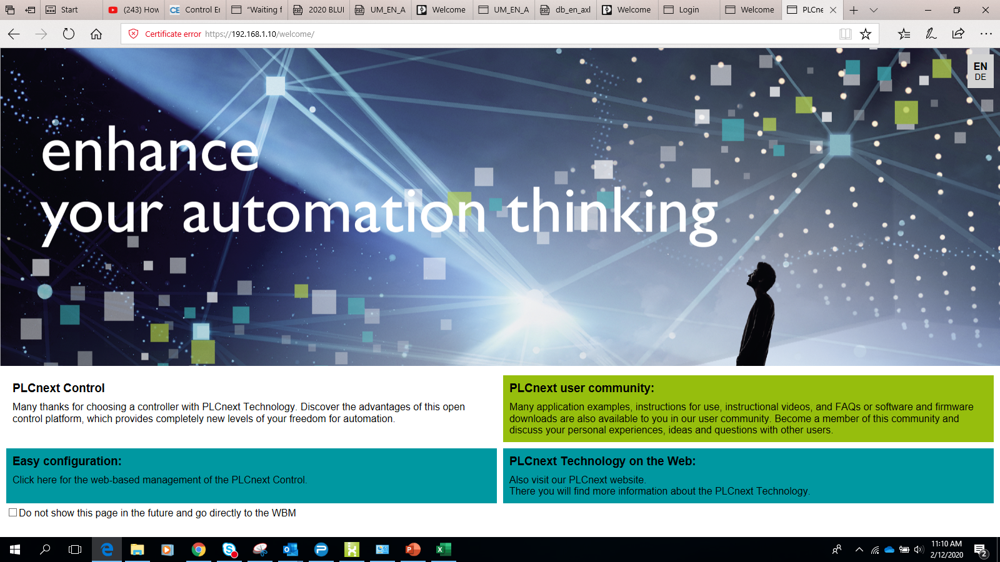 Start
(243) How
CE Control Er
"Waiting f
2020 BLUI
UM_EN_A
Welcome
UM_EN_A
db_en_axl
Welcome
Login
Welcome
PLCne
Certificate error https://192.168.1.10/welcome/
EN
DE
enhance
your automation thinking
PLCnext Control
Many thanks for choosing a controller with PLCnext Technology. Discover the advantages of this open
control platform, which provides completely new levels of your freedom for automation.
PLCnext user community:
Many application examples, instructions for use, instructional videos, and FAQs or software and firmware
downloads are also available to you in our user community. Become a member of this community and
discuss your personal experiences, ideas and questions with other users.
Easy configuration:
Click here for the web-based management of the PLCnext Control.
PLCnext Technology on the Web:
Also visit our PLCnext website.
There you will find more information about the PLCnext Technology.
Do not show this page in the future and go directly to the WBM
11:10 AM
2/12/2020
2